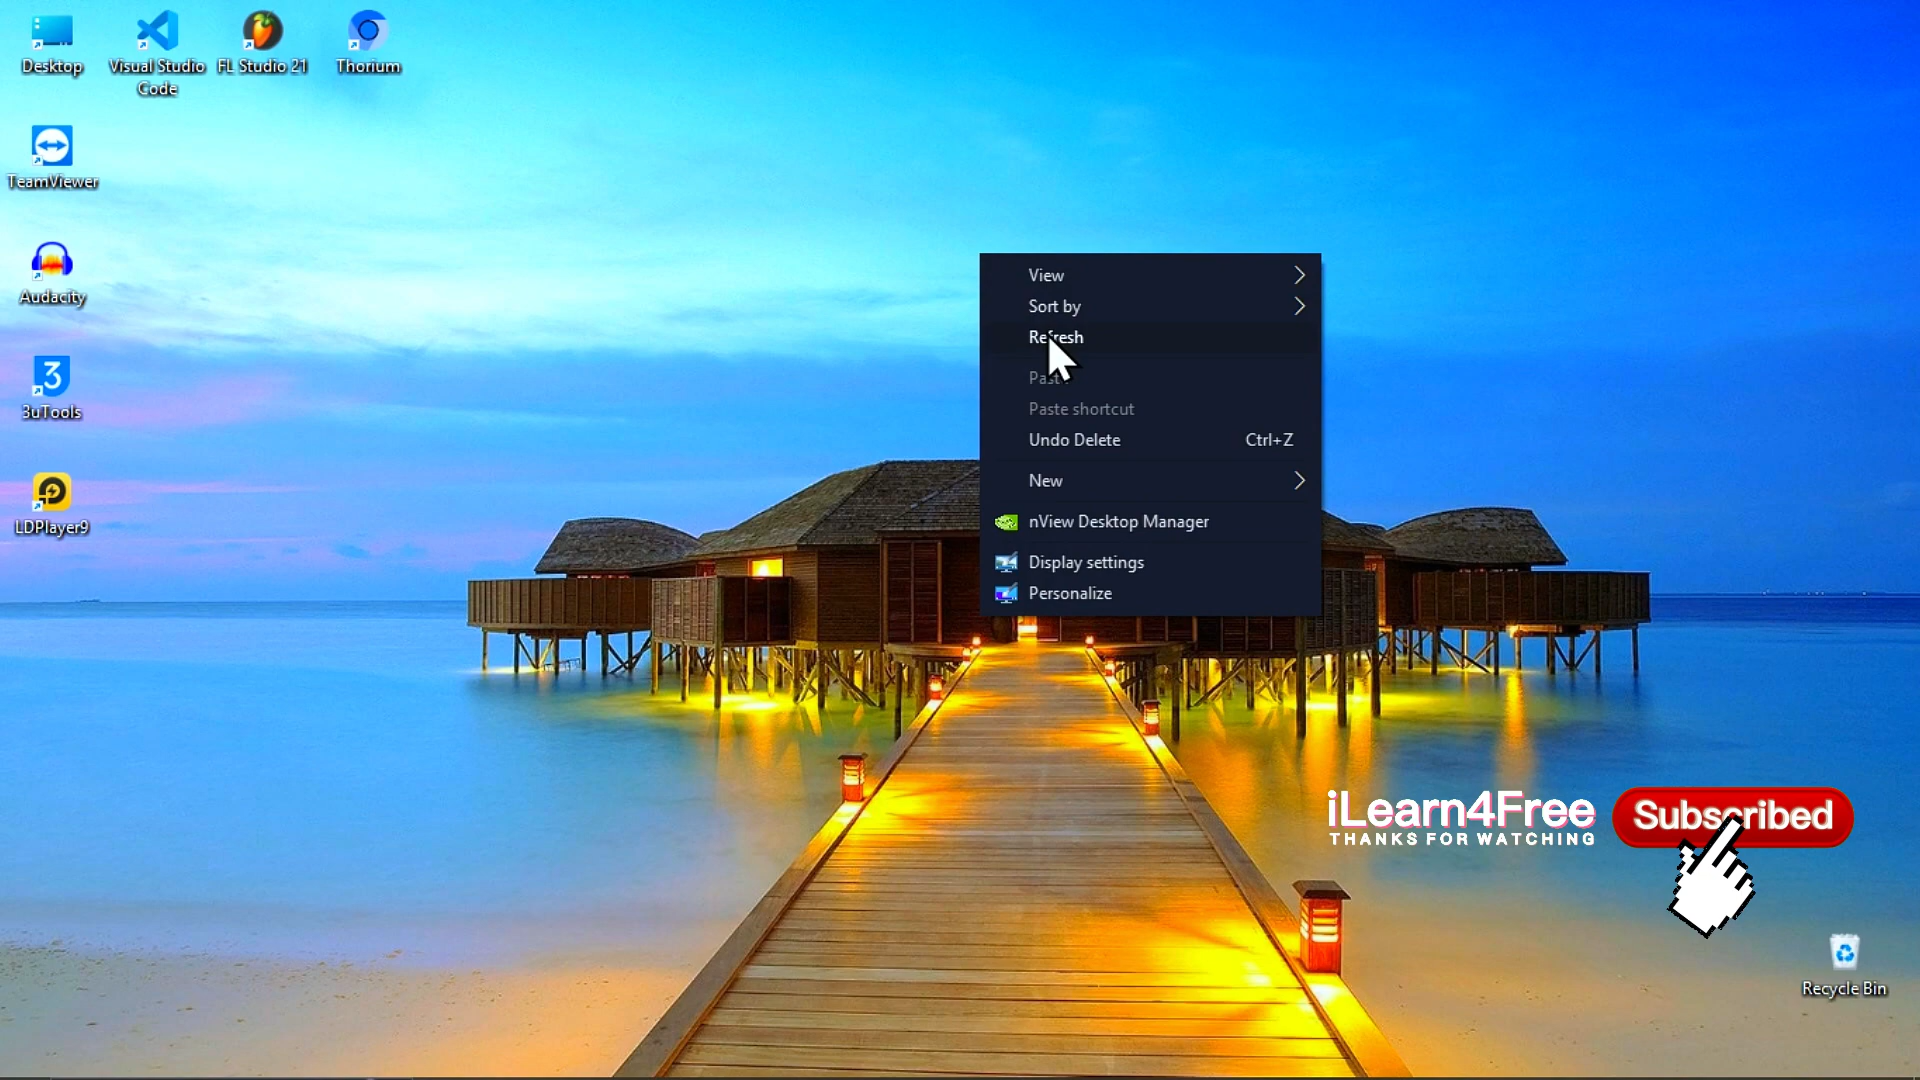 Desktop
Visual Studio
Code
FL Studio 21
Thorium
TeamViewer
Audacity
3uTools
LDPlayer9
View
Sort by
Refresh
Paste
Paste shortcut
Undo Delete Ctrl+Z
New
nView Desktop Manager
Display settings
Personalize
iLearn4Free
THANKS FOR WATCHING
Subscribed
Recycle Bin